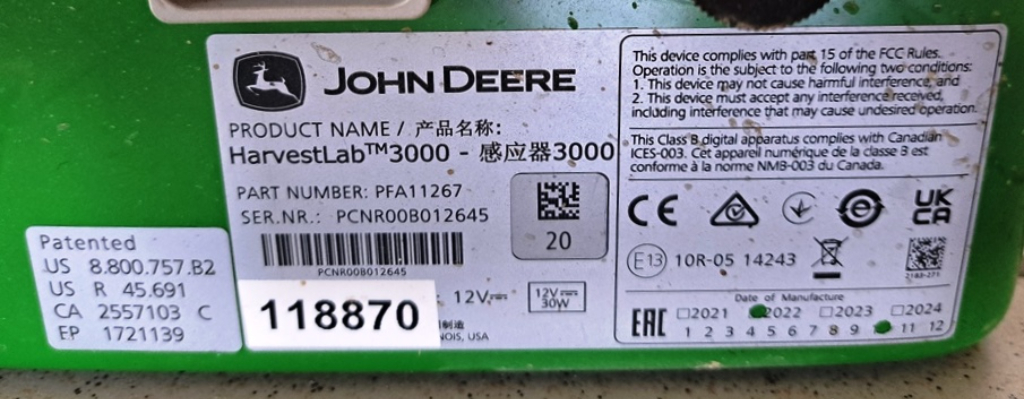 JOHN DEERE
PRODUCT NAME / 产品名称:
HarvestLab™3000 - 感应器3000
PART NUMBER: PFA11267
SER.NR.: PCNR00B012645
20
PCNR00B012645
118870
12V
12V
30W
制造
NOIS, USA
Patented
US 8.800.757.B2
US R 45.691
CA 2557103 C
EP 1721139
This device complies with part 15 of the FCC Rules.
Operation is the subject to the following two conditions:
1. This device may not cause harmful interference, and
2. This device must accept any interference received,
including interference that may cause undesired operation.
This Class B digital apparatus complies with Canadian
ICES-003. Cet appareil numérique de la classe B est
conforme à la norme NMB-003 du Canada.
CE
UK
CA
E13 10R-05 14243
Date of Manufacture
EAC
□2021 2022 □2023 □2024
1 2 3 4 5 6 7 8 9 11 12